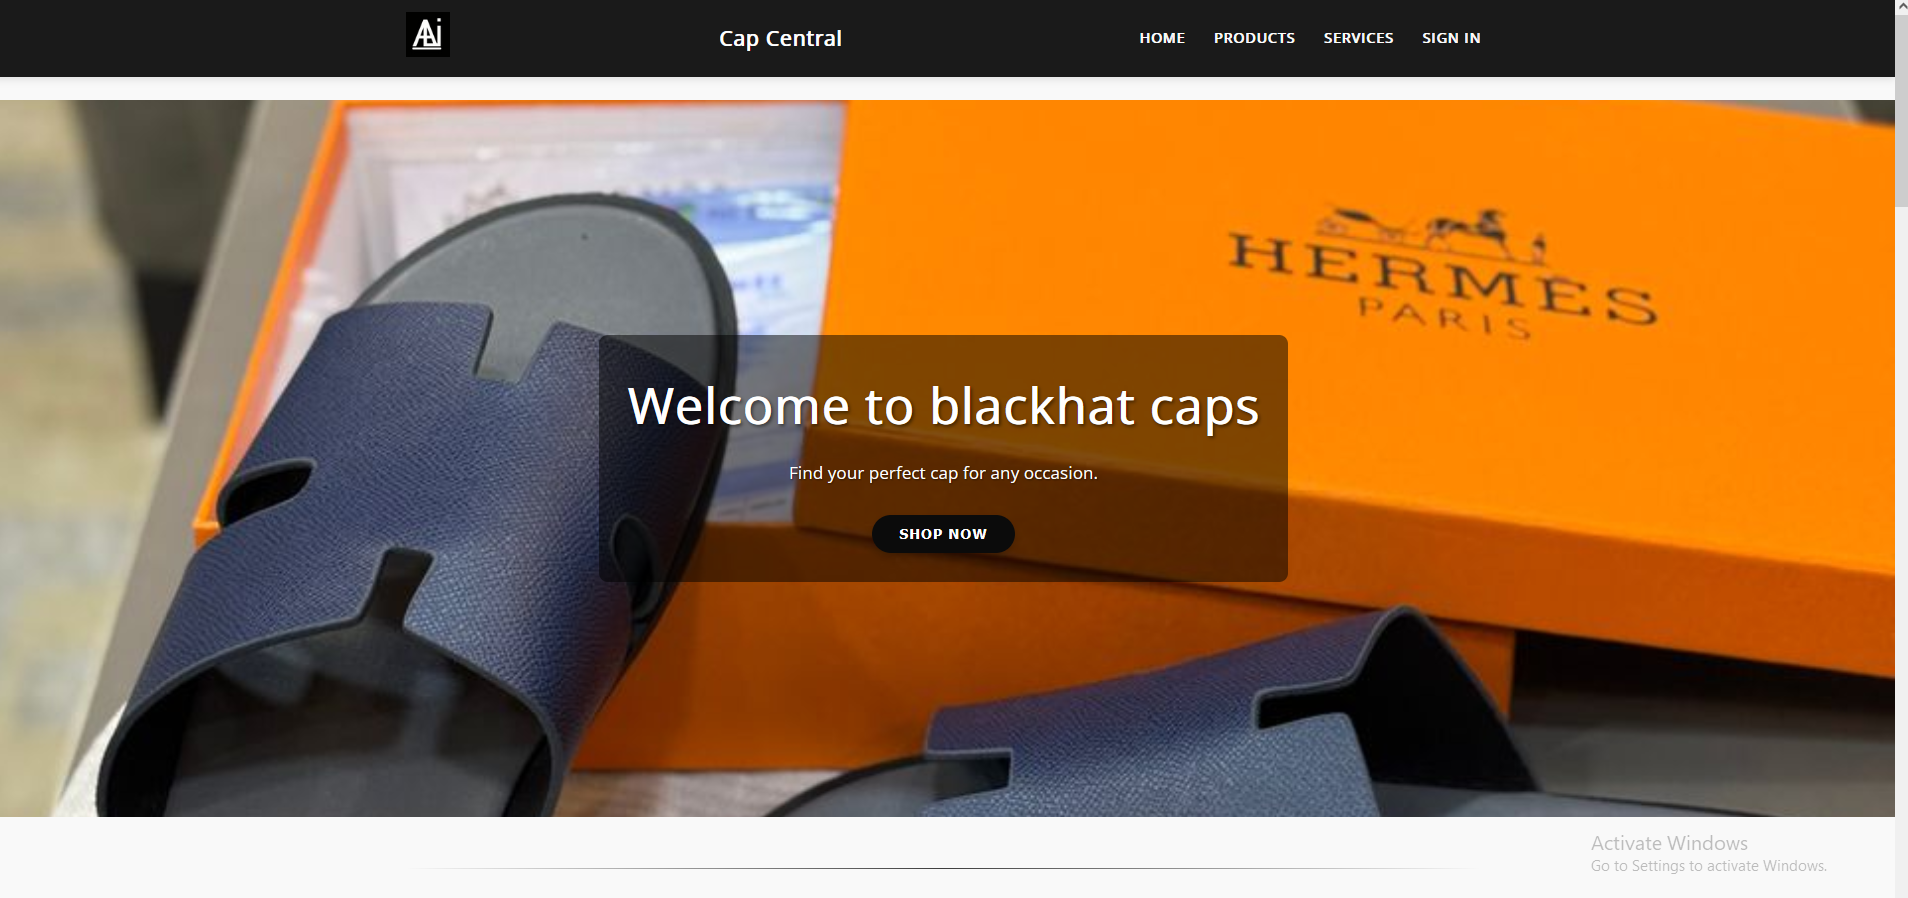 Cap Central
HOME PRODUCTS SERVICES SIGN IN
HERMES
PARIS
Welcome to blackhat caps
Find your perfect cap for any occasion.
SHOP NOW
Activate Windows
Go to Settings to activate Windows.